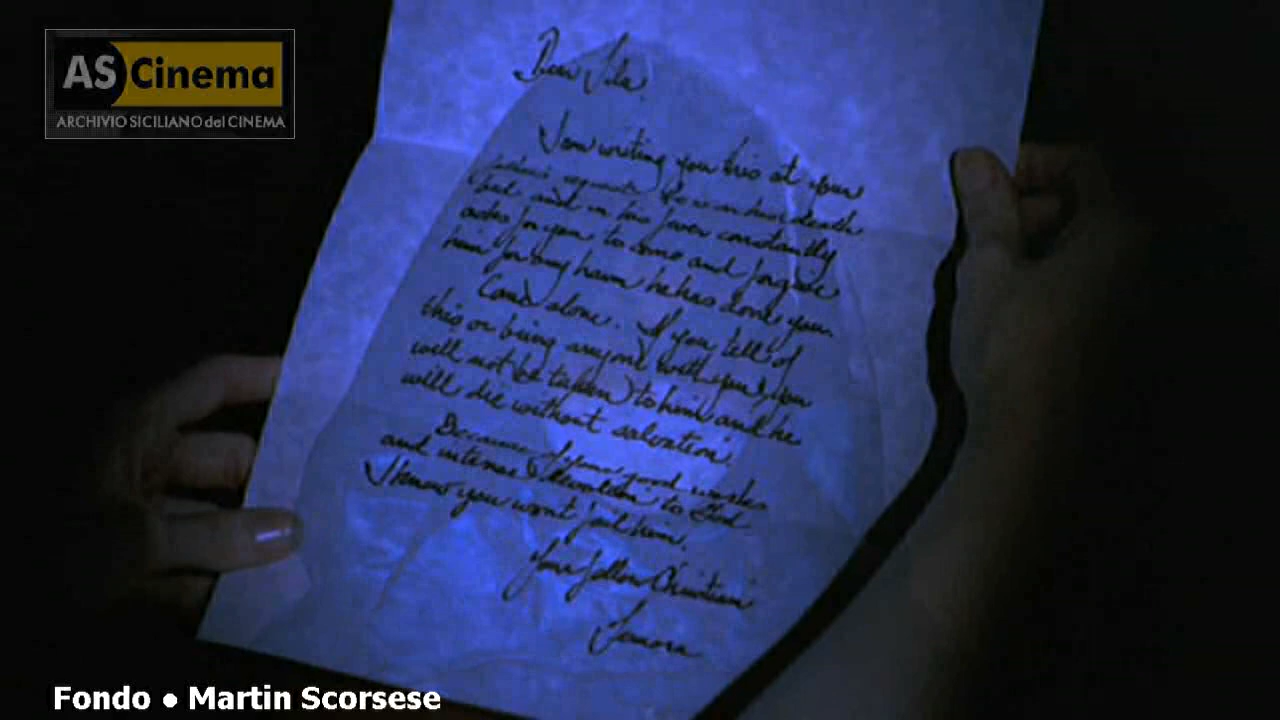 AS Cinema
ARCHIVIO SICILIANO del CINEMA
Dear
I am writing you this at your
father's request. He is on his death
bed and in his fever constantly
asks for you to come and forgive
him for any harm he has done you.
Come alone. If you tell of
this or bring anyone with you, you
will not be taken to him and he
will die without salvation.
Because of your good works
and intense devotion to God
I know you won't fail him.
Your fellow Christian
Fondo • Martin Scorsese